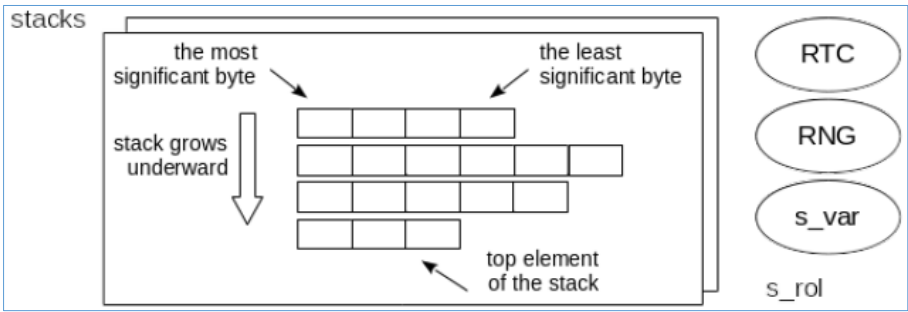 stacks
the most
significant byte
the least
significant byte
stack grows
underward
top element
of the stack
RTC
RNG
s_var
s_rol